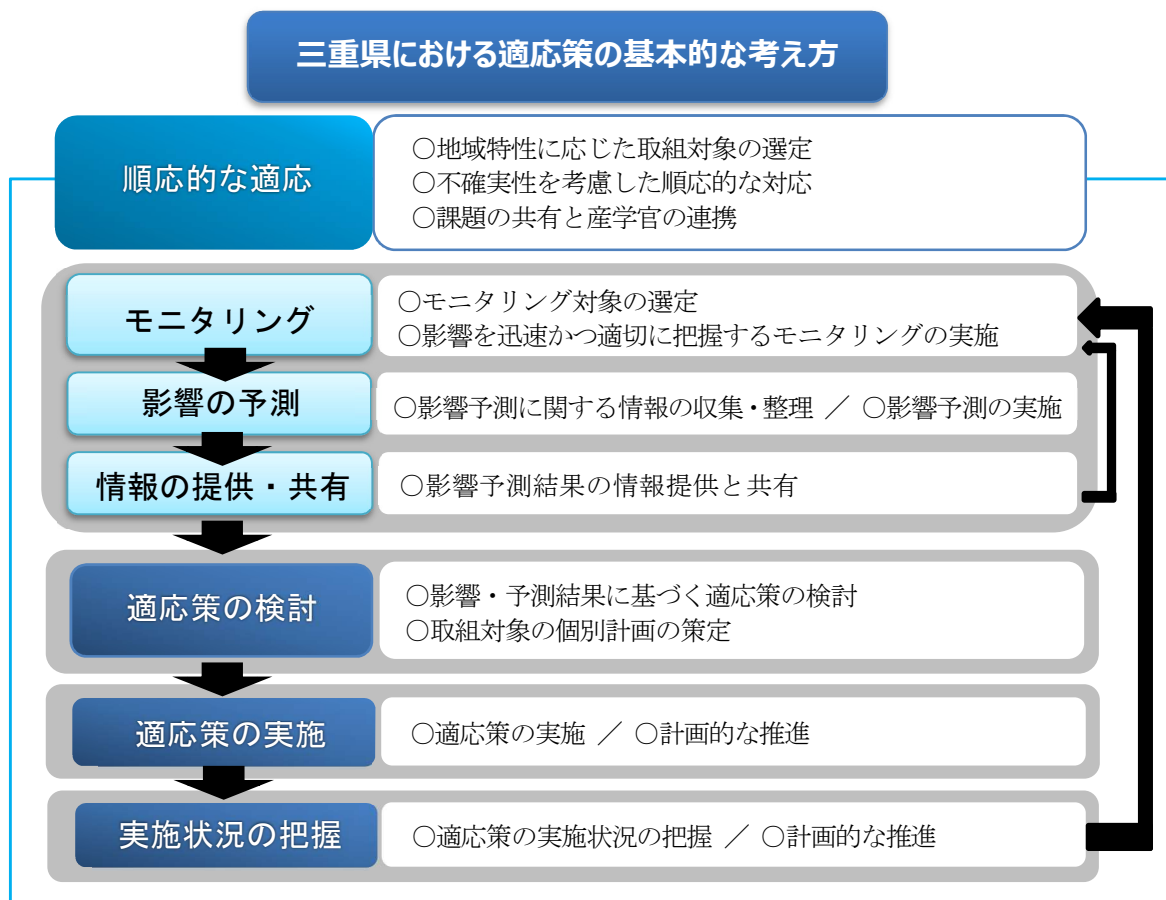 三重県における適応策の基本的な考え方
順応的な適応
○地域特性に応じた取組対象の選定
○不確実性を考慮した順応的な対応
○課題の共有と産学官の連携
モニタリング
○モニタリング対象の選定
○影響を迅速かつ適切に把握するモニタリングの実施
影響の予測
○影響予測に関する情報の収集・整理 ／ ○影響予測の実施
情報の提供・共有
○影響予測結果の情報提供と共有
適応策の検討
○影響・予測結果に基づく適応策の検討
○取組対象の個別計画の策定
適応策の実施
○適応策の実施 ／ ○計画的な推進
実施状況の把握
○適応策の実施状況の把握 ／ ○計画的な推進